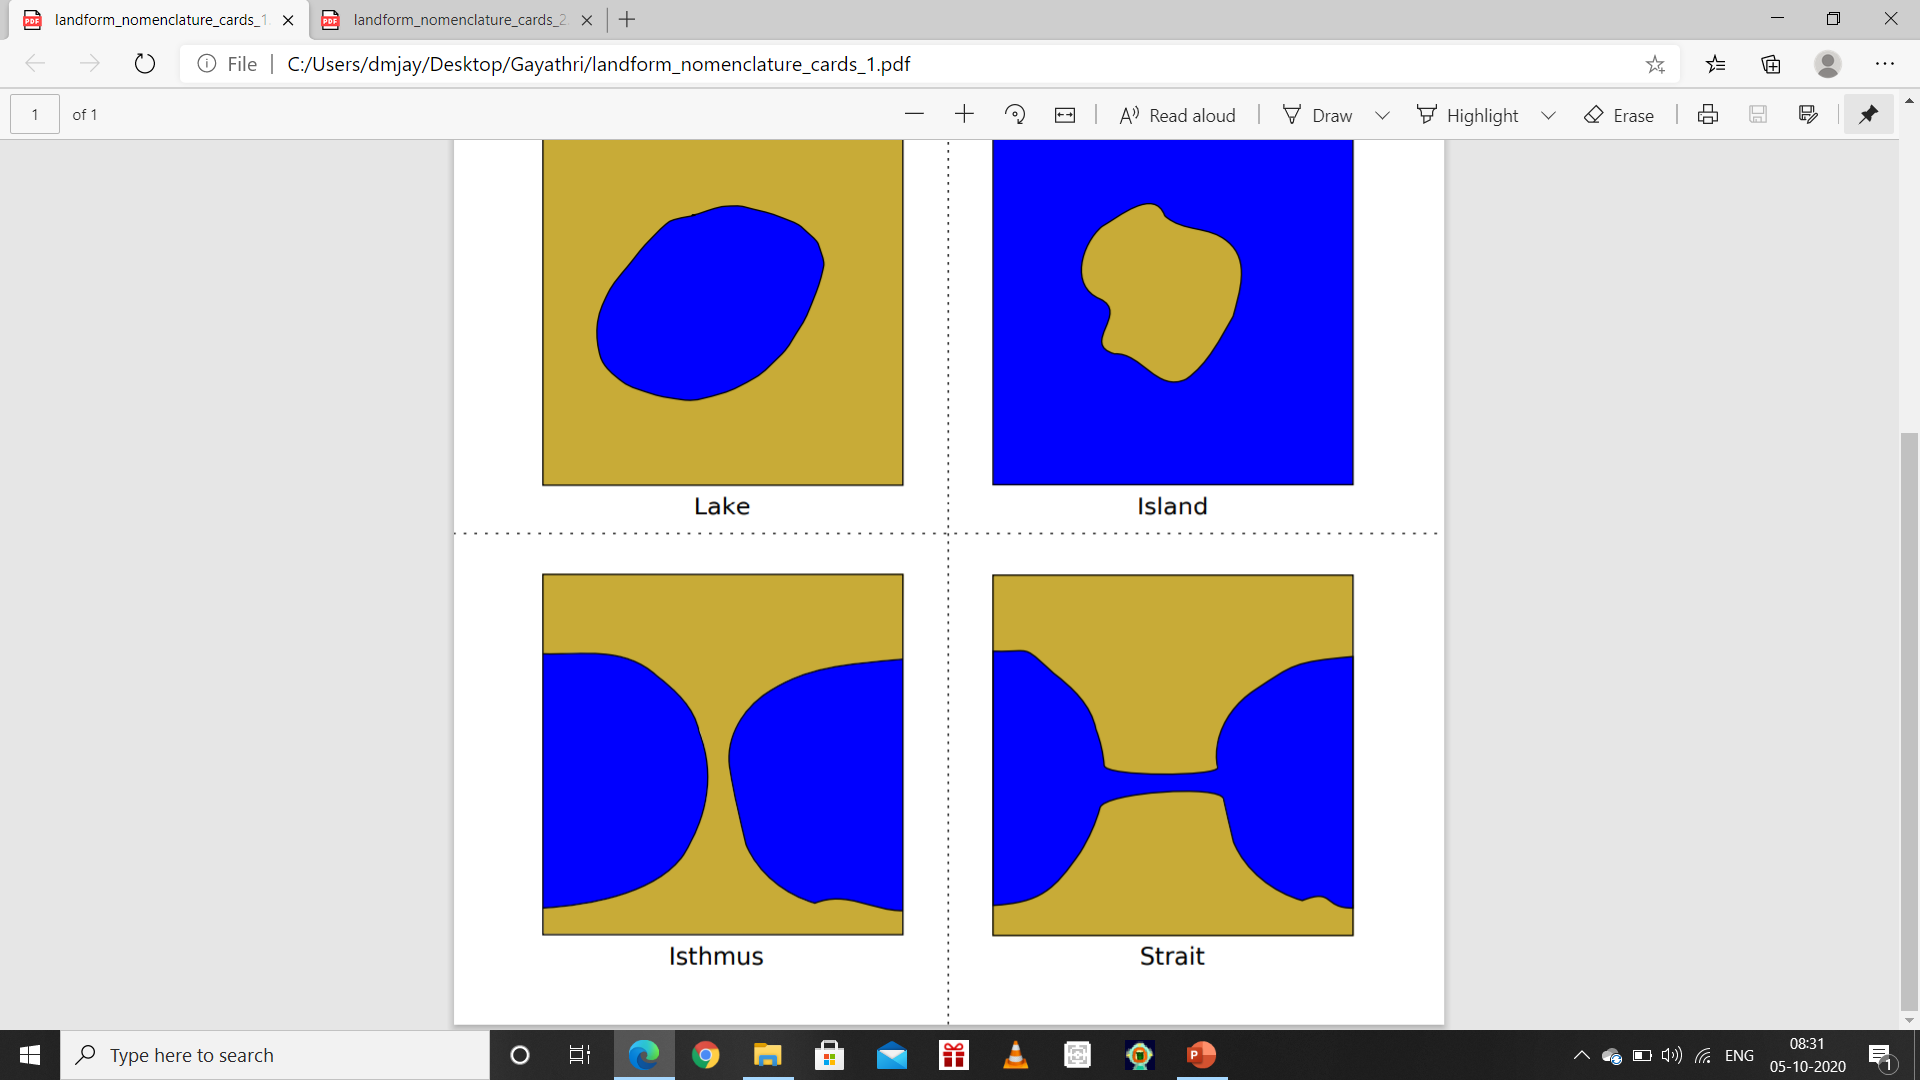 landform_nomenclature_cards_1
landform_nomenclature_cards_2
File
C:/Users/dmjay/Desktop/Gayathri/landform_nomenclature_cards_1.pdf
1 of 1
Read aloud
Draw
Highlight
Erase
Lake
Island
Isthmus
Strait
Type here to search
ENG
08:31
05-10-2020
1